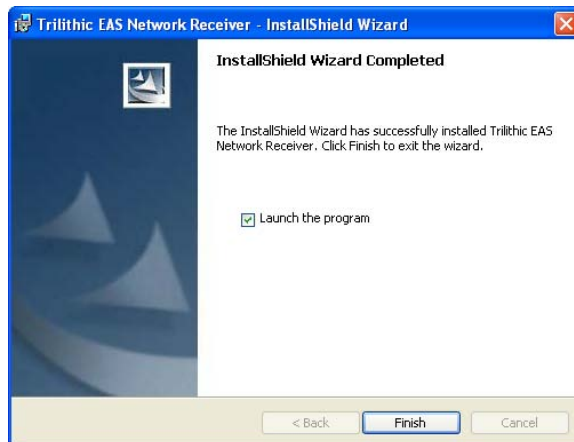 Trilithic EAS Network Receiver - InstallShield Wizard
InstallShield Wizard Completed
The InstallShield Wizard has successfully installed Trilithic EAS
Network Receiver. Click Finish to exit the wizard.
Launch the program
< Back
Finish
Cancel